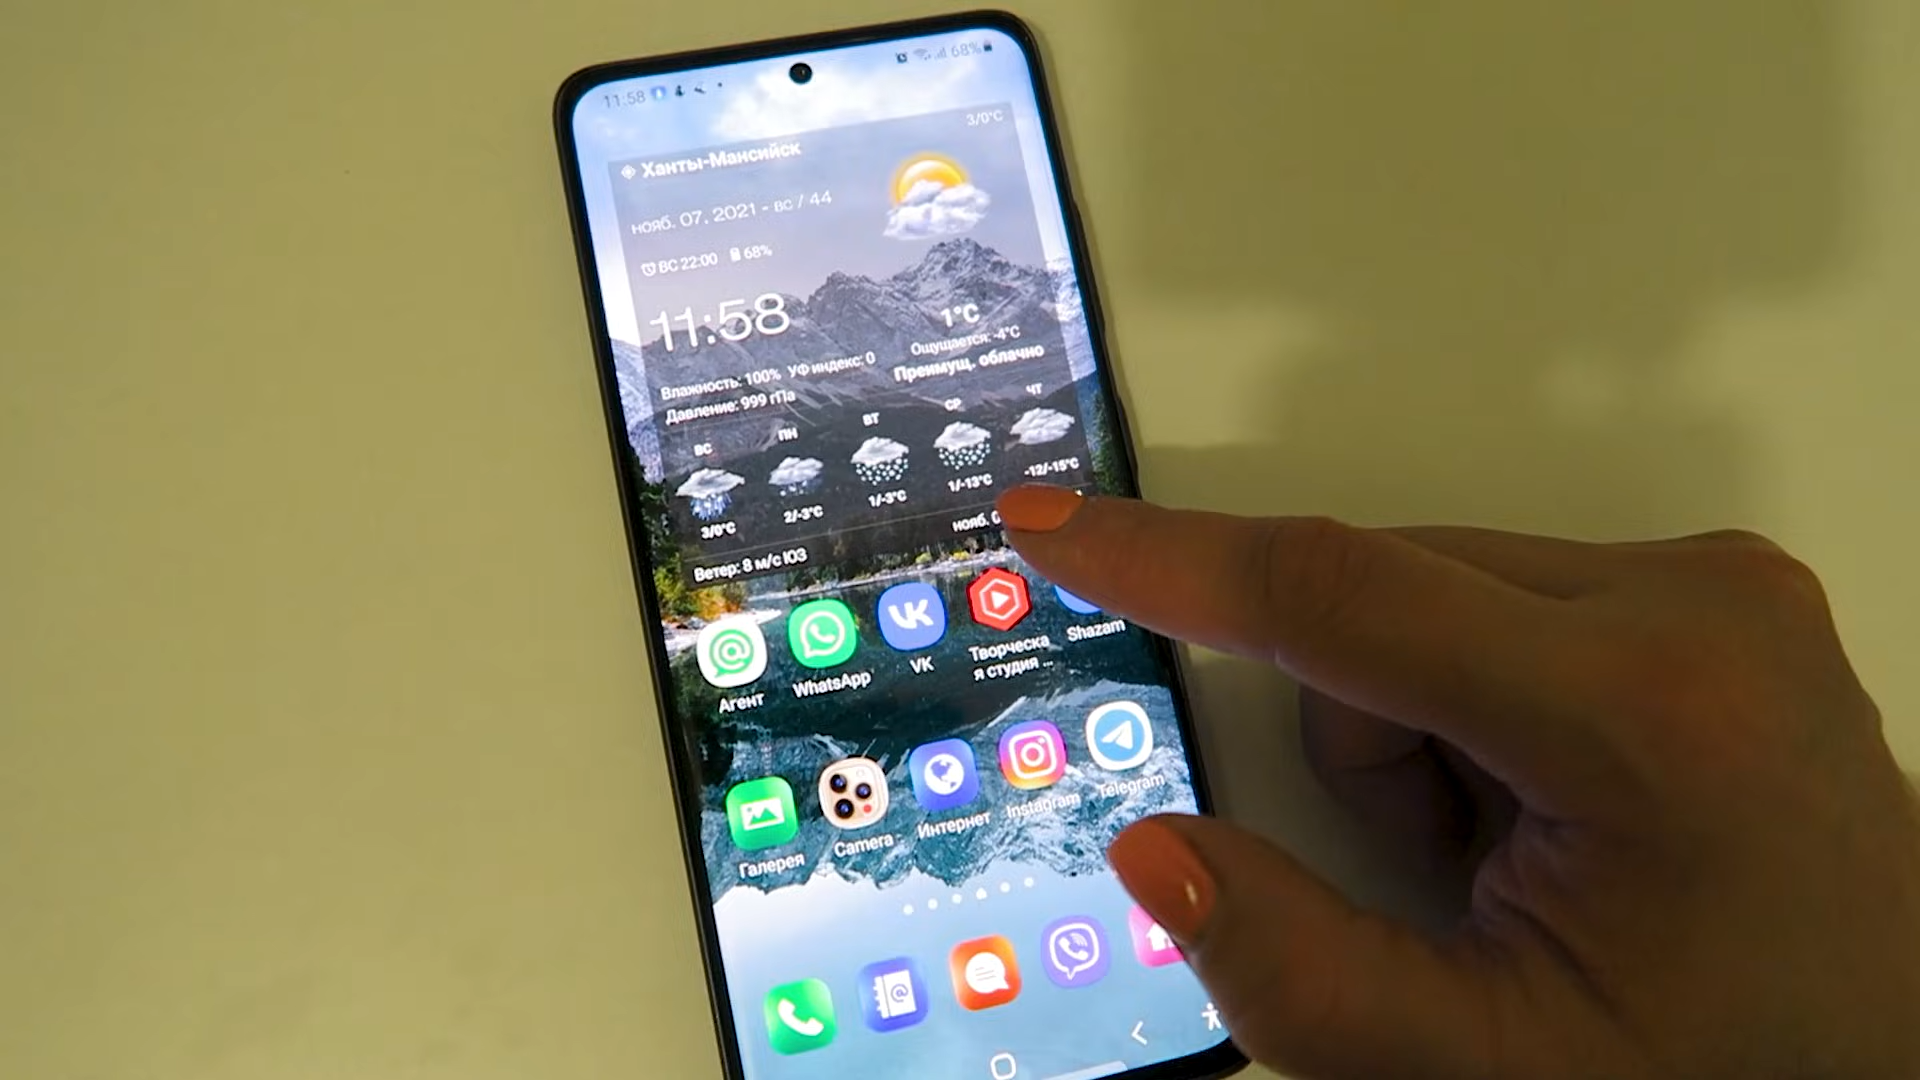 11:58
68%
3/0°C
Ханты-Мансийск
нояб. 07. 2021 - вс / 44
ВС 22:00 68%
11:58
1°C
Ощущается: -4°C
Преимущ. облачно
Влажность: 100% УФ индекс: 0
Давление: 999 гПа
ВС ПН ВТ СР ЧТ
3/0°C 2/-3°C 1/-3°C 1/-13°C -12/-15°C
Ветер: 8 м/с ЮЗ
нояб.
Агент
WhatsApp
VK
Творческа
я студия ...
Shazam
Галерея
Camera
Интернет
Instagram
Telegram